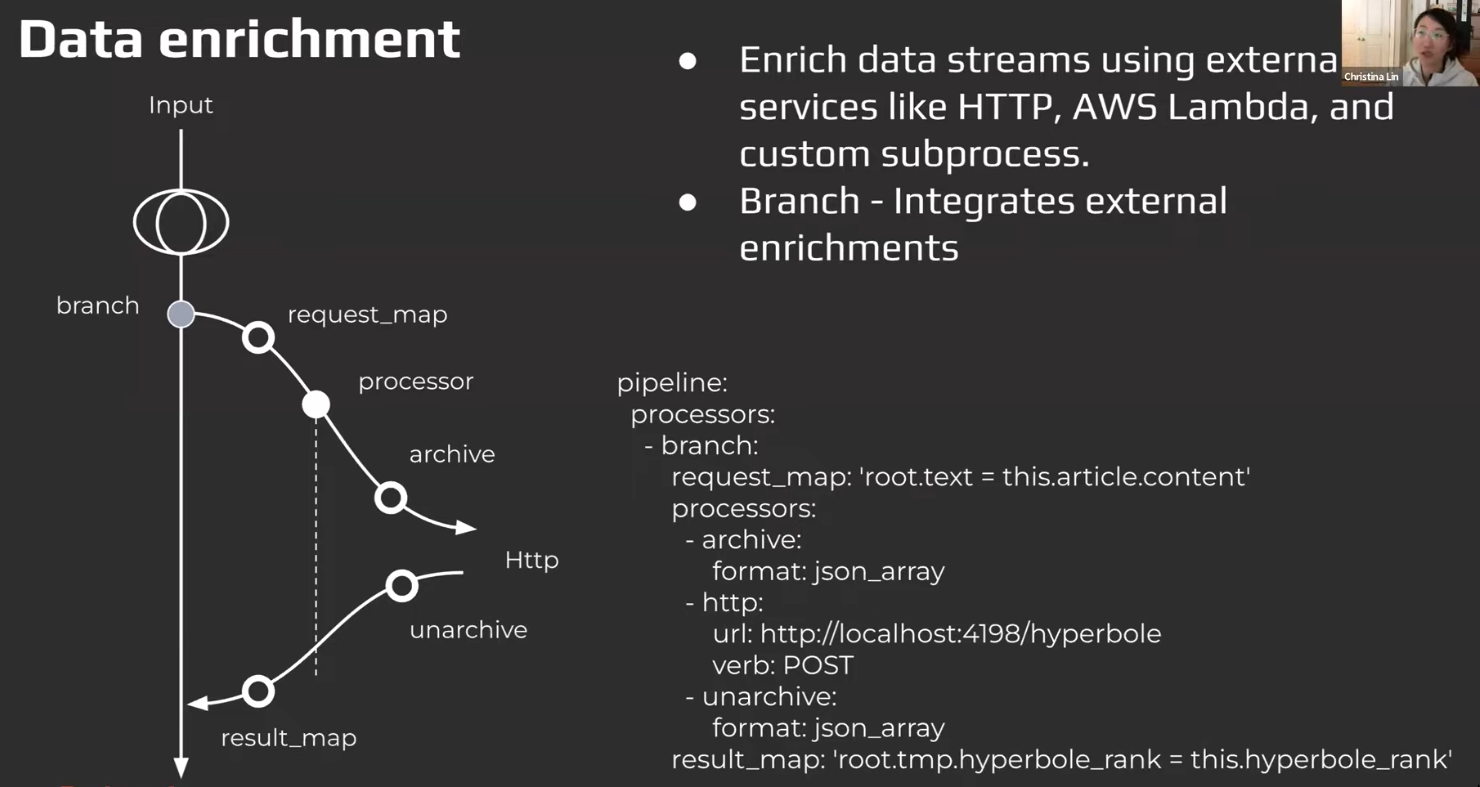 Data enrichment
Input
branch
request_map
processor
archive
Http
unarchive
result_map
● Enrich data streams using externa
services like HTTP, AWS Lambda, and
custom subprocess.
● Branch - Integrates external
enrichments
pipeline:
processors:
- branch:
request_map: 'root.text = this.article.content'
processors:
- archive:
format: json_array
- http:
url: http://localhost:4198/hyperbole
verb: POST
- unarchive:
format: json_array
result_map: 'root.tmp.hyperbole_rank = this.hyperbole_rank'
Christina Lin